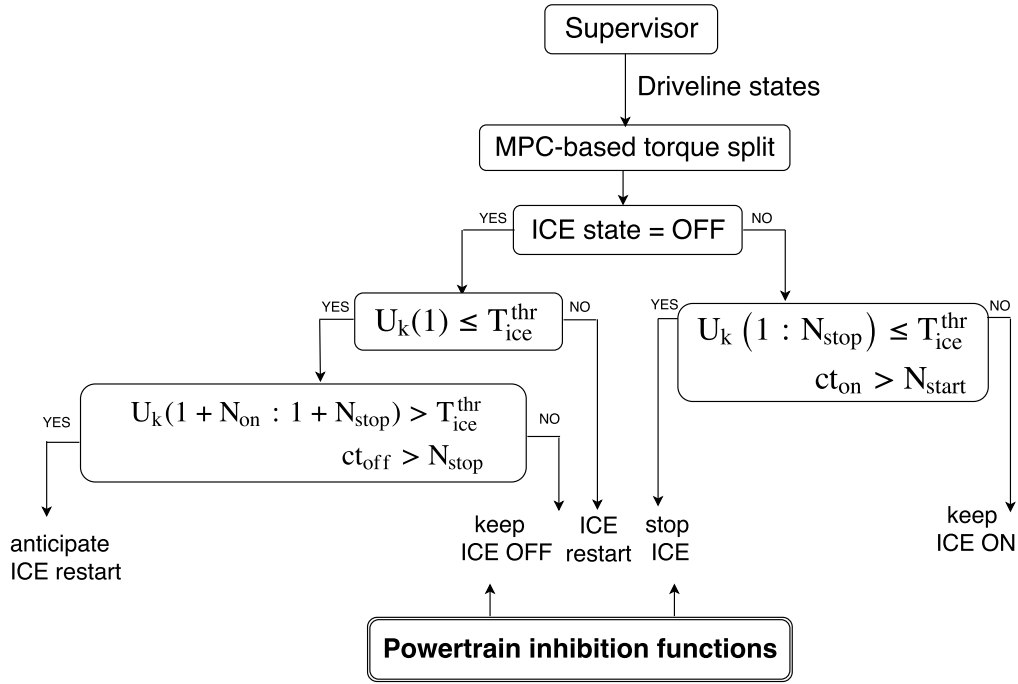 Supervisor
Driveline states
MPC-based torque split
YES
ICE state = OFF
NO
YES
U_k(1) ≤ T_ice^thr
NO
YES
U_k (1 : N_stop) ≤ T_ice^thr
ct_on > N_start
NO
YES
U_k(1 + N_on : 1 + N_stop) > T_ice^thr
ct_off > N_stop
NO
anticipate
ICE restart
keep
ICE OFF
ICE
restart
stop
ICE
keep
ICE ON
Powertrain inhibition functions